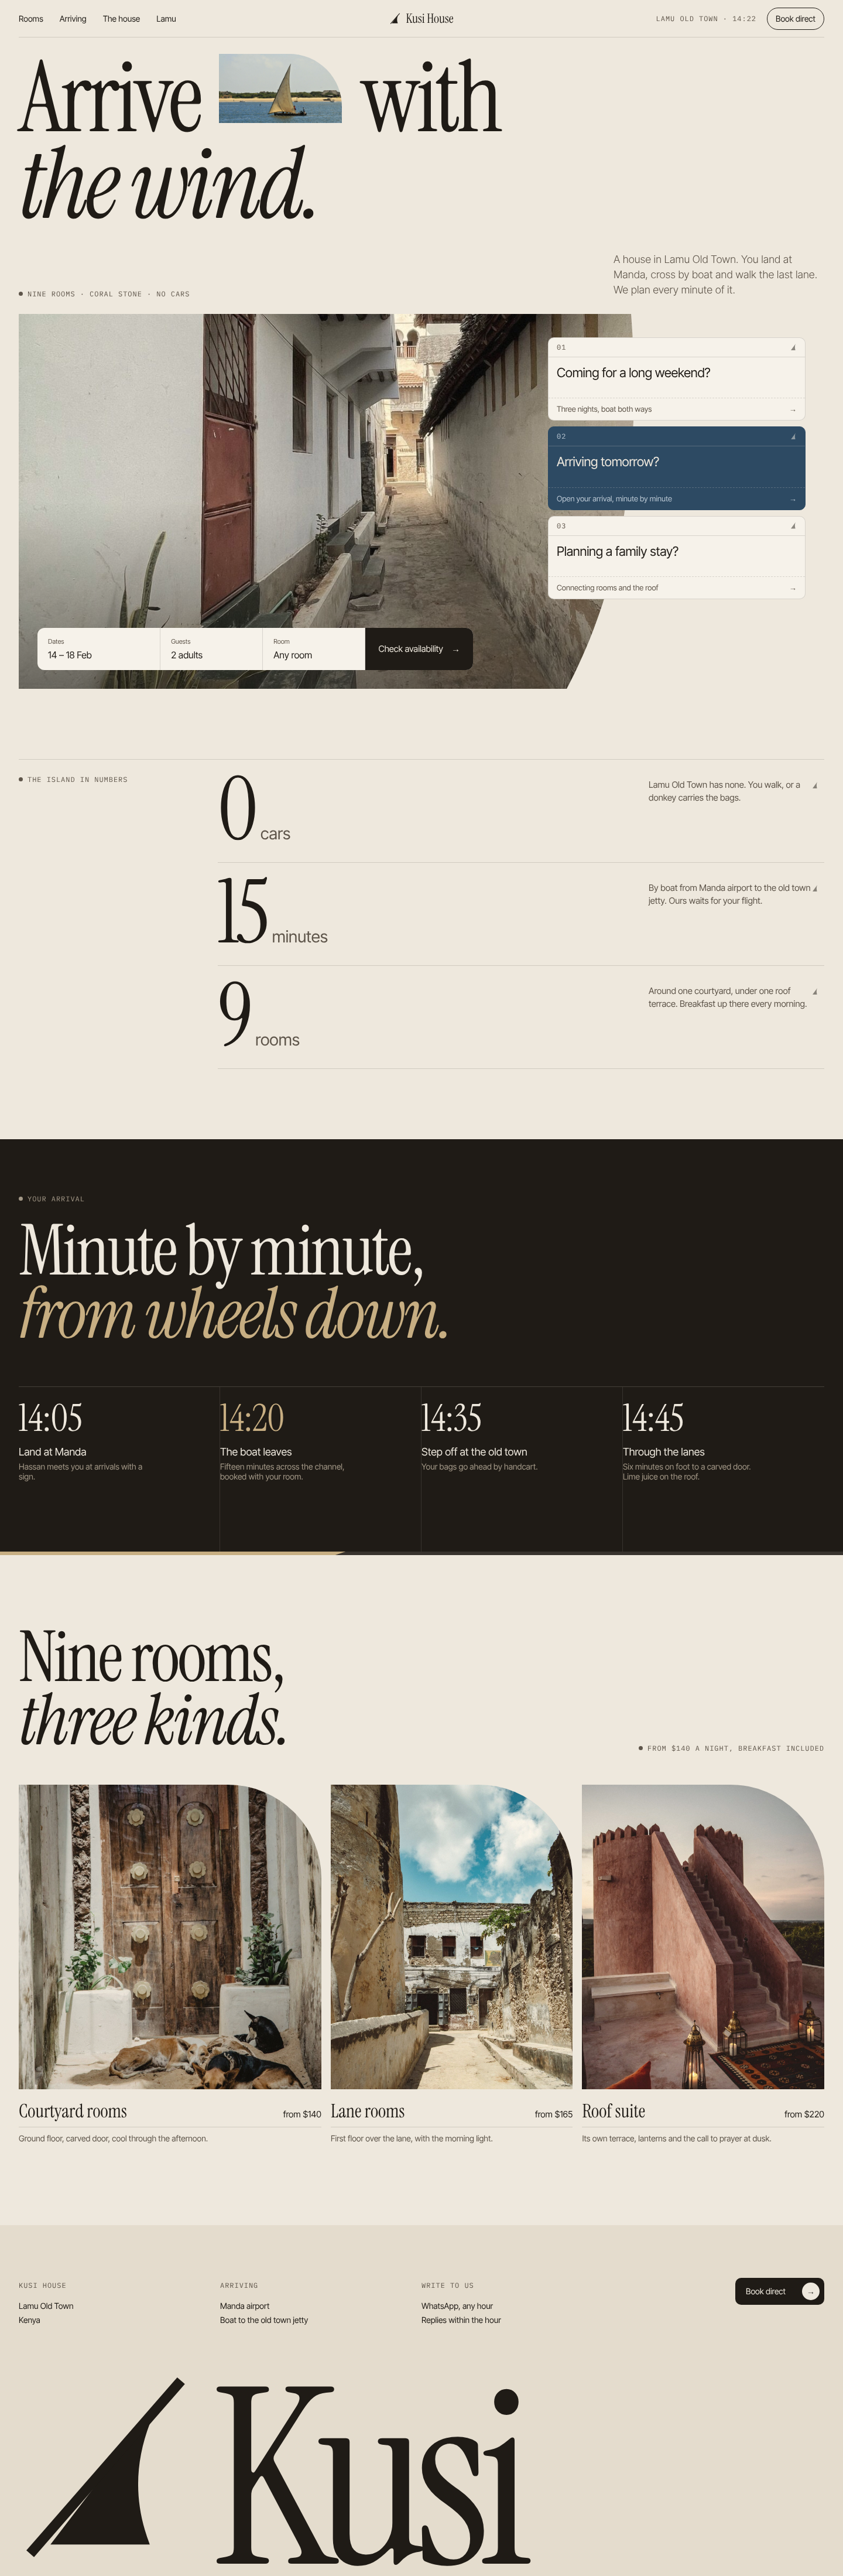 Rooms Arriving The house Lamu
Kusi House
LAMU OLD TOWN · 14:22
Book direct
Arrive with
the wind.
A house in Lamu Old Town. You land at
Manda, cross by boat and walk the last lane.
We plan every minute of it.
NINE ROOMS · CORAL STONE · NO CARS
01
Coming for a long weekend?
Three nights, boat both ways →
02
Arriving tomorrow?
Open your arrival, minute by minute →
03
Planning a family stay?
Connecting rooms and the roof →
Dates
14 – 18 Feb
Guests
2 adults
Room
Any room
Check availability →
THE ISLAND IN NUMBERS
0 cars
Lamu Old Town has none. You walk, or a
donkey carries the bags.
15 minutes
By boat from Manda airport to the old town
jetty. Ours waits for your flight.
9 rooms
Around one courtyard, under one roof
terrace. Breakfast up there every morning.
YOUR ARRIVAL
Minute by minute,
from wheels down.
14:05
Land at Manda
Hassan meets you at arrivals with a
sign.
14:20
The boat leaves
Fifteen minutes across the channel,
booked with your room.
14:35
Step off at the old town
Your bags go ahead by handcart.
14:45
Through the lanes
Six minutes on foot to a carved door.
Lime juice on the roof.
Nine rooms,
three kinds.
FROM $140 A NIGHT, BREAKFAST INCLUDED
Courtyard rooms from $140
Ground floor, carved door, cool through the afternoon.
Lane rooms from $165
First floor over the lane, with the morning light.
Roof suite from $220
Its own terrace, lanterns and the call to prayer at dusk.
KUSI HOUSE
Lamu Old Town
Kenya
ARRIVING
Manda airport
Boat to the old town jetty
WRITE TO US
WhatsApp, any hour
Replies within the hour
Book direct →
Kusi